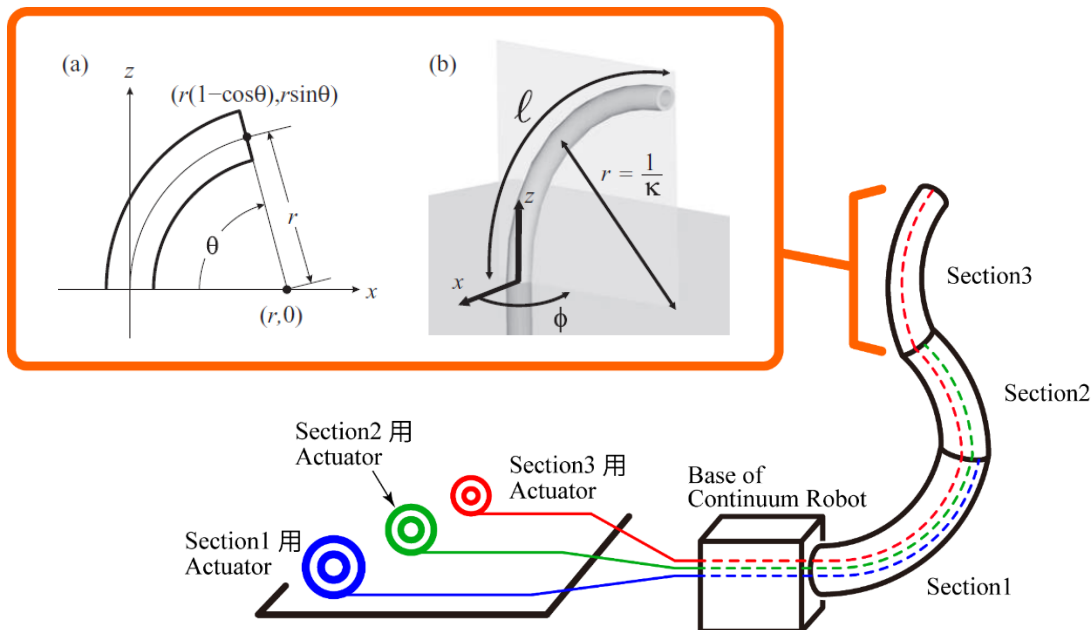 (a)
z
(r(1−cosθ),rsinθ)
r
θ
x
(r,0)
(b)
ℓ
r = 1/κ
z
x
ϕ
Section3
Section2
Section2 用
Actuator
Section3 用
Actuator
Base of
Continuum Robot
Section1 用
Actuator
Section1